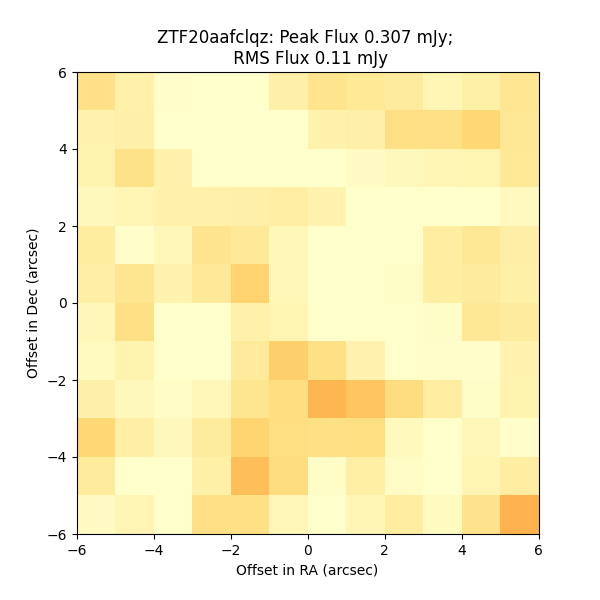 ZTF20aafclqz: Peak Flux 0.307 mJy;
RMS Flux 0.11 mJy
6
4
2
0
−2
−4
−6
Offset in Dec (arcsec)
−6 −4 −2 0 2 4 6
Offset in RA (arcsec)